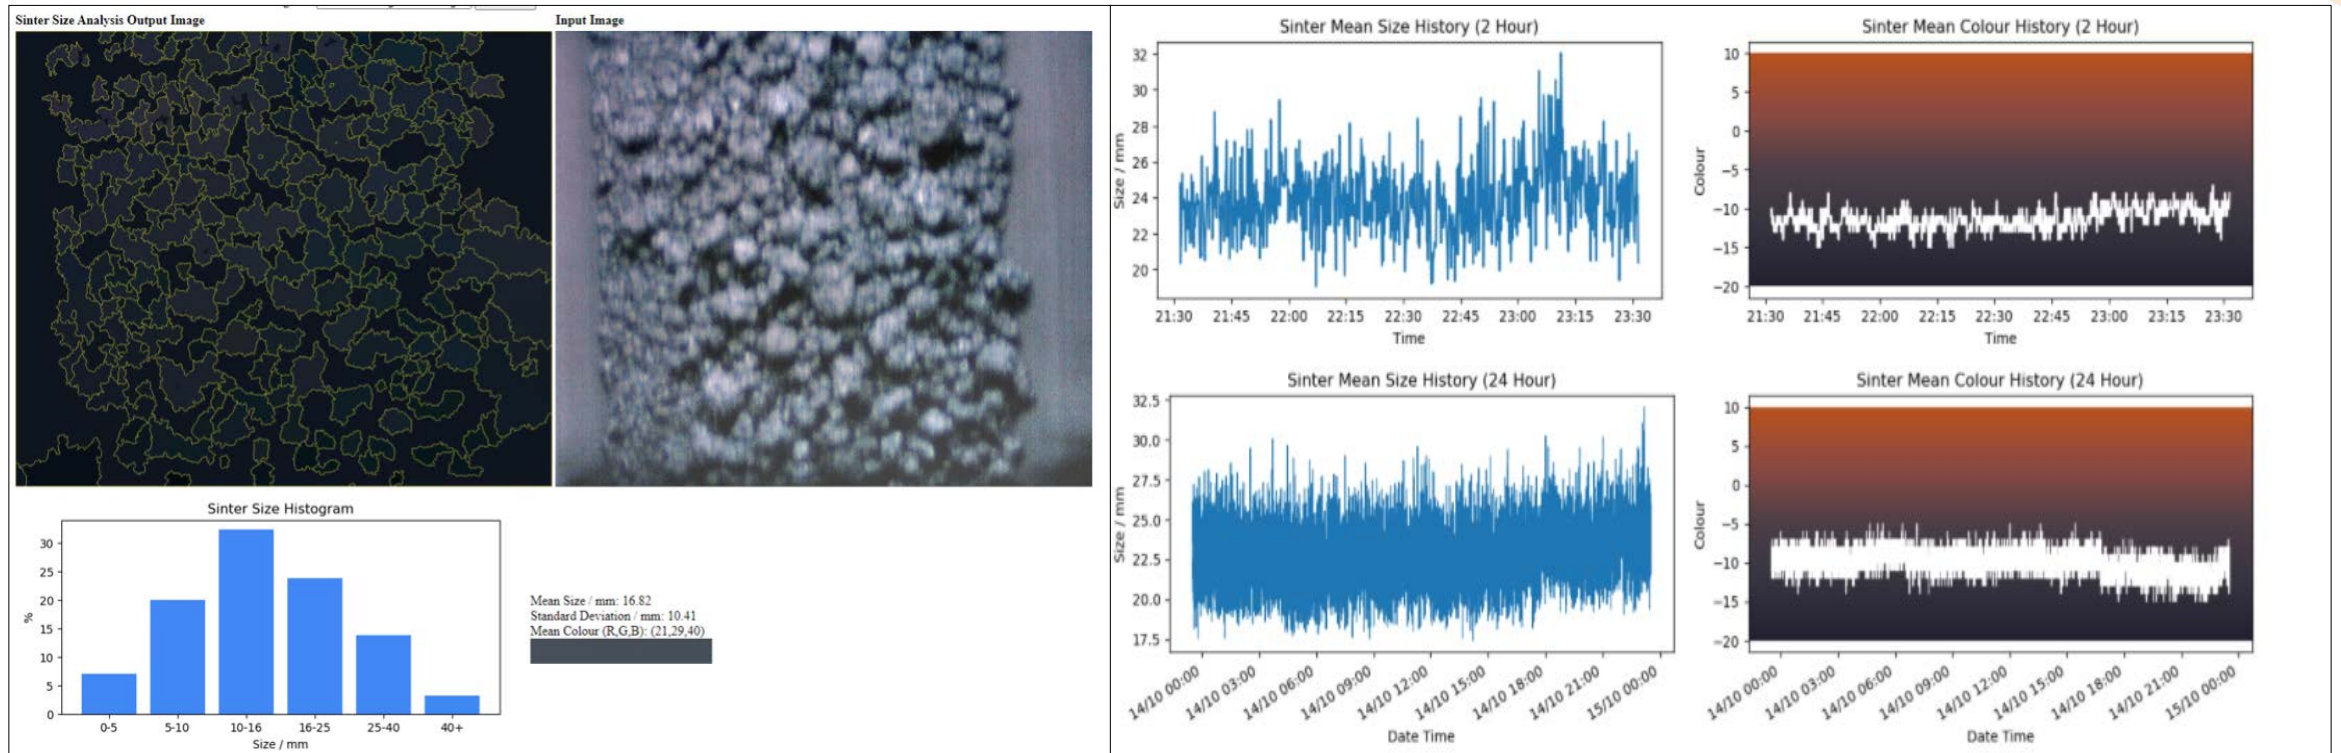 Sinter Size Analysis Output Image
Input Image
Sinter Size Histogram
%
30
25
20
15
10
5
0
0-5 5-10 10-16 16-25 25-40 40+
Size / mm
Mean Size / mm: 16.82
Standard Deviation / mm: 10.41
Mean Colour (R,G,B): (21,29,40)
Sinter Mean Size History (2 Hour)
Size / mm
32
30
28
26
24
22
20
21:30 21:45 22:00 22:15 22:30 22:45 23:00 23:15 23:30
Time
Sinter Mean Colour History (2 Hour)
Colour
10
5
0
−5
−10
−15
−20
21:30 21:45 22:00 22:15 22:30 22:45 23:00 23:15 23:30
Time
Sinter Mean Size History (24 Hour)
Size / mm
32.5
30.0
27.5
25.0
22.5
20.0
17.5
14/10 00:00 14/10 03:00 14/10 06:00 14/10 09:00 14/10 12:00 14/10 15:00 14/10 18:00 14/10 21:00 15/10 00:00
Date Time
Sinter Mean Colour History (24 Hour)
Colour
10
5
0
−5
−10
−15
−20
14/10 00:00 14/10 03:00 14/10 06:00 14/10 09:00 14/10 12:00 14/10 15:00 14/10 18:00 14/10 21:00 15/10 00:00
Date Time